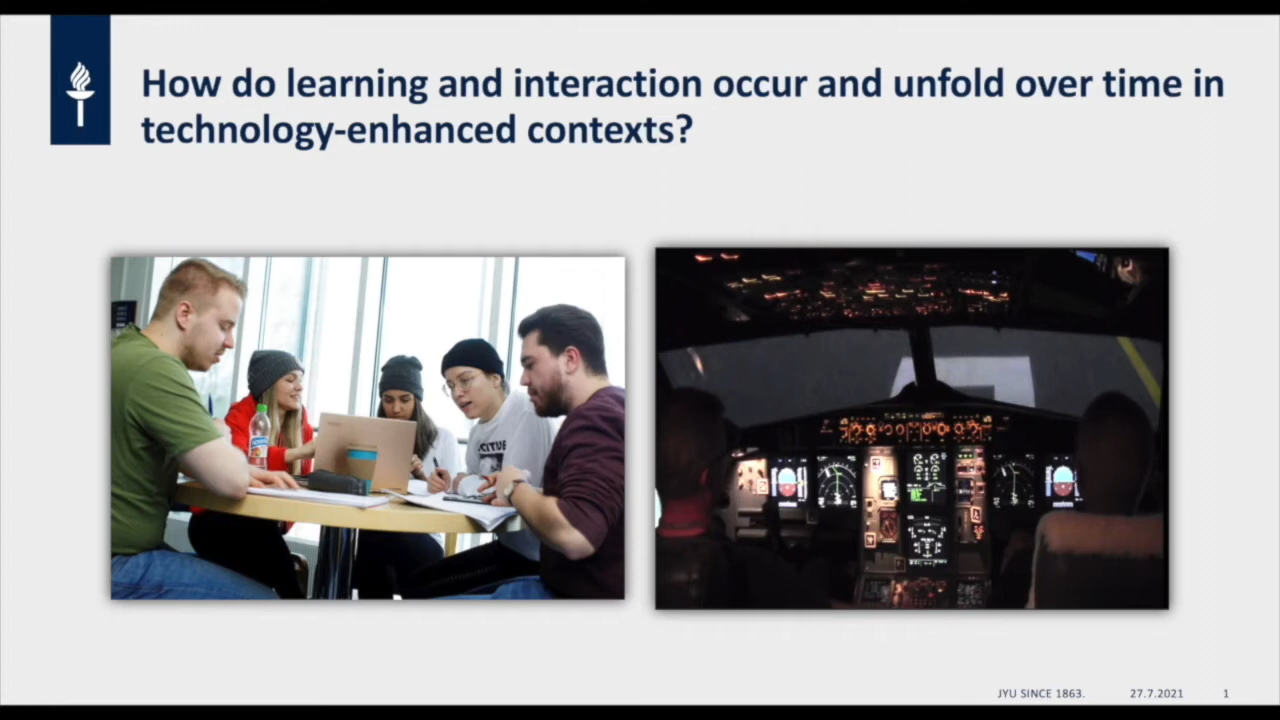 How do learning and interaction occur and unfold over time in
technology-enhanced contexts?
JYU SINCE 1863.
27.7.2021
1